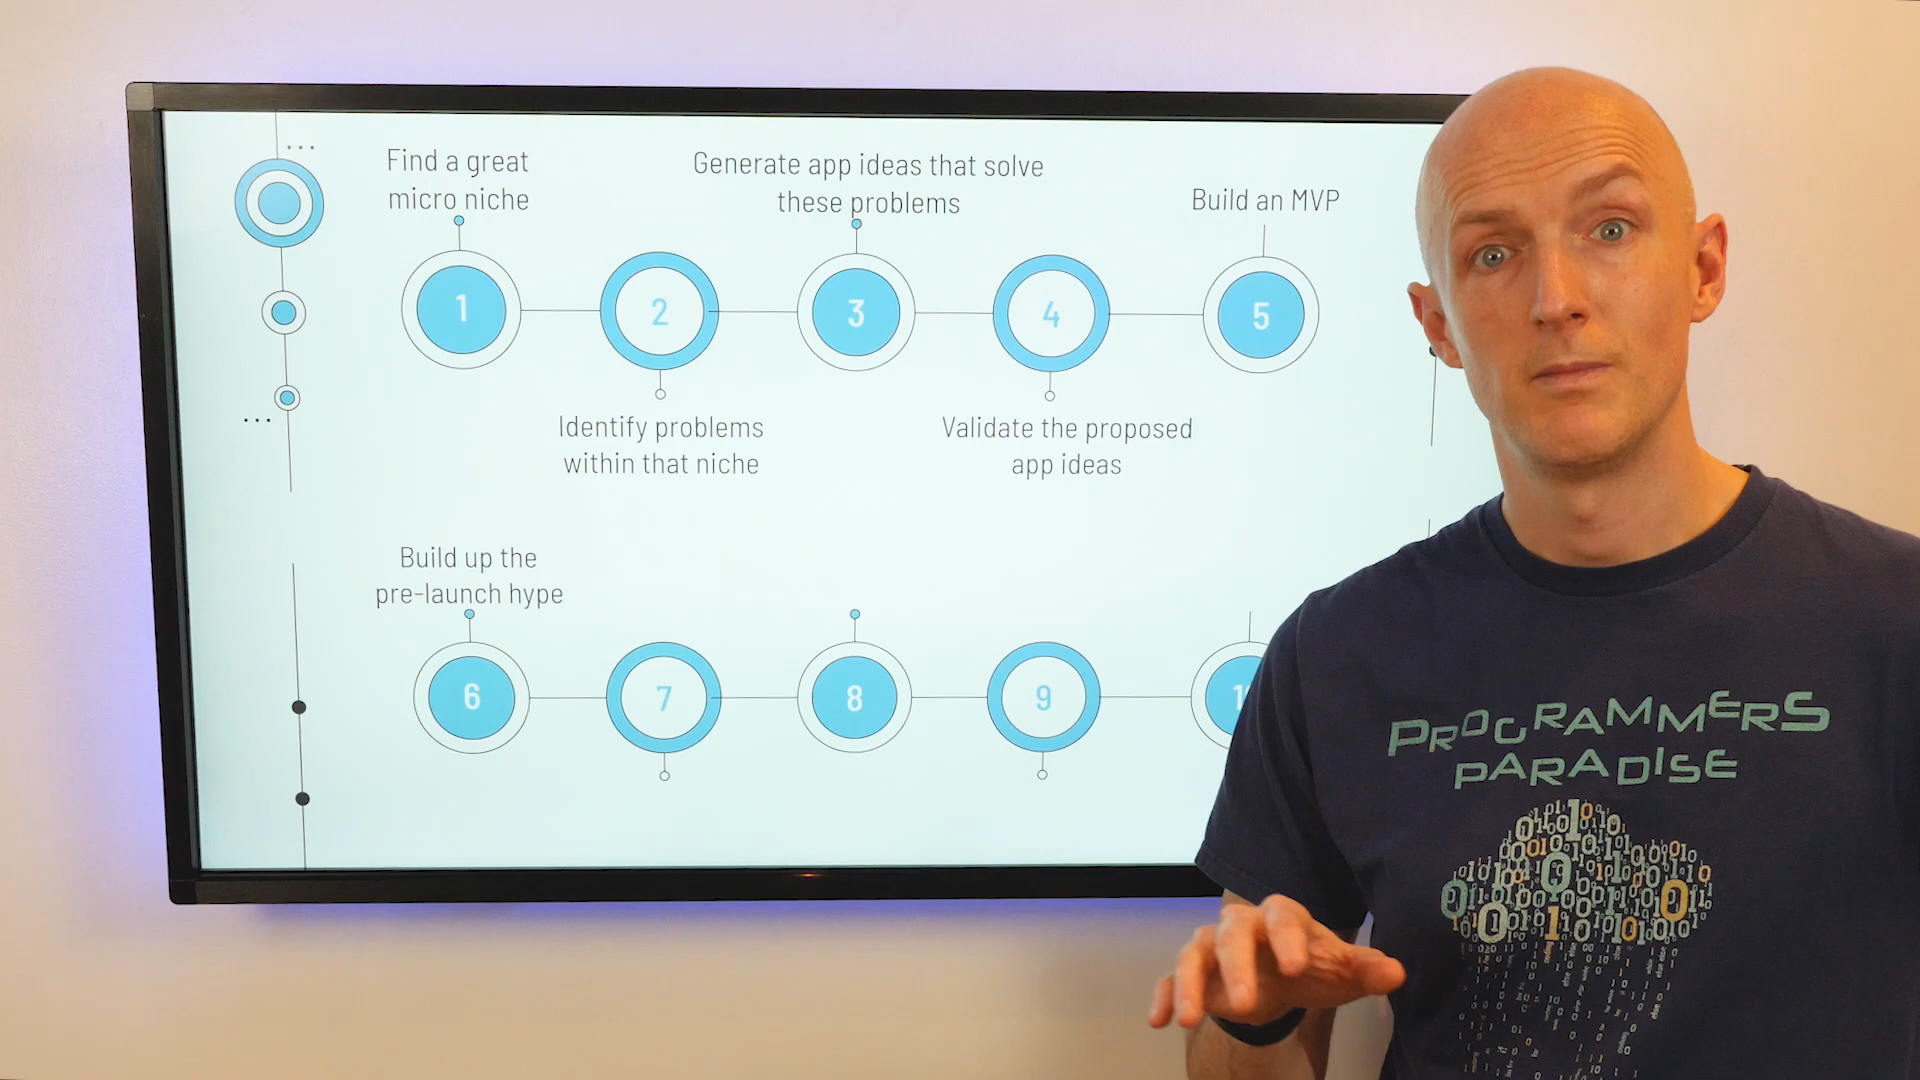 Find a great
micro niche
Generate app ideas that solve
these problems
Build an MVP
1
2
3
4
5
Identify problems
within that niche
Validate the proposed
app ideas
Build up the
pre-launch hype
6
7
8
9
PROGRAMMERS
PARADISE